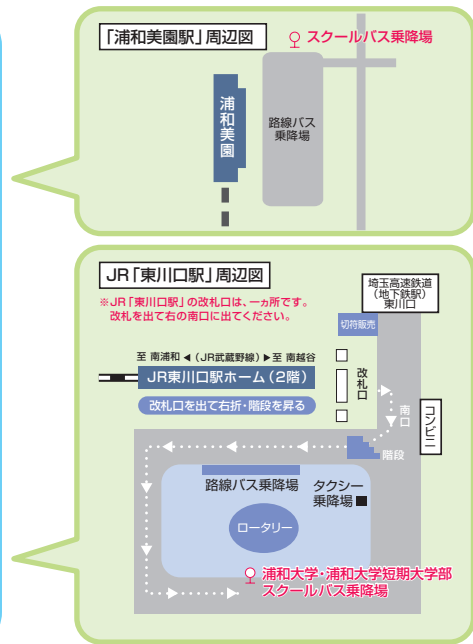 「浦和美園駅」周辺図
スクールバス乗降場
浦和美園
路線バス
乗降場
JR「東川口駅」周辺図
※JR「東川口駅」の改札口は、一ヵ所です。
改札を出て右の南口に出てください。
埼玉高速鉄道
(地下鉄駅)
東川口
切符販売
至 南浦和 ◀ (JR武蔵野線) ▶ 至 南越谷
JR東川口駅ホーム(2階)
改札口
改札口を出て右折・階段を昇る
南口
コンビニ
階段
路線バス乗降場
タクシー
乗降場
ロータリー
浦和大学・浦和大学短期大学部
スクールバス乗降場